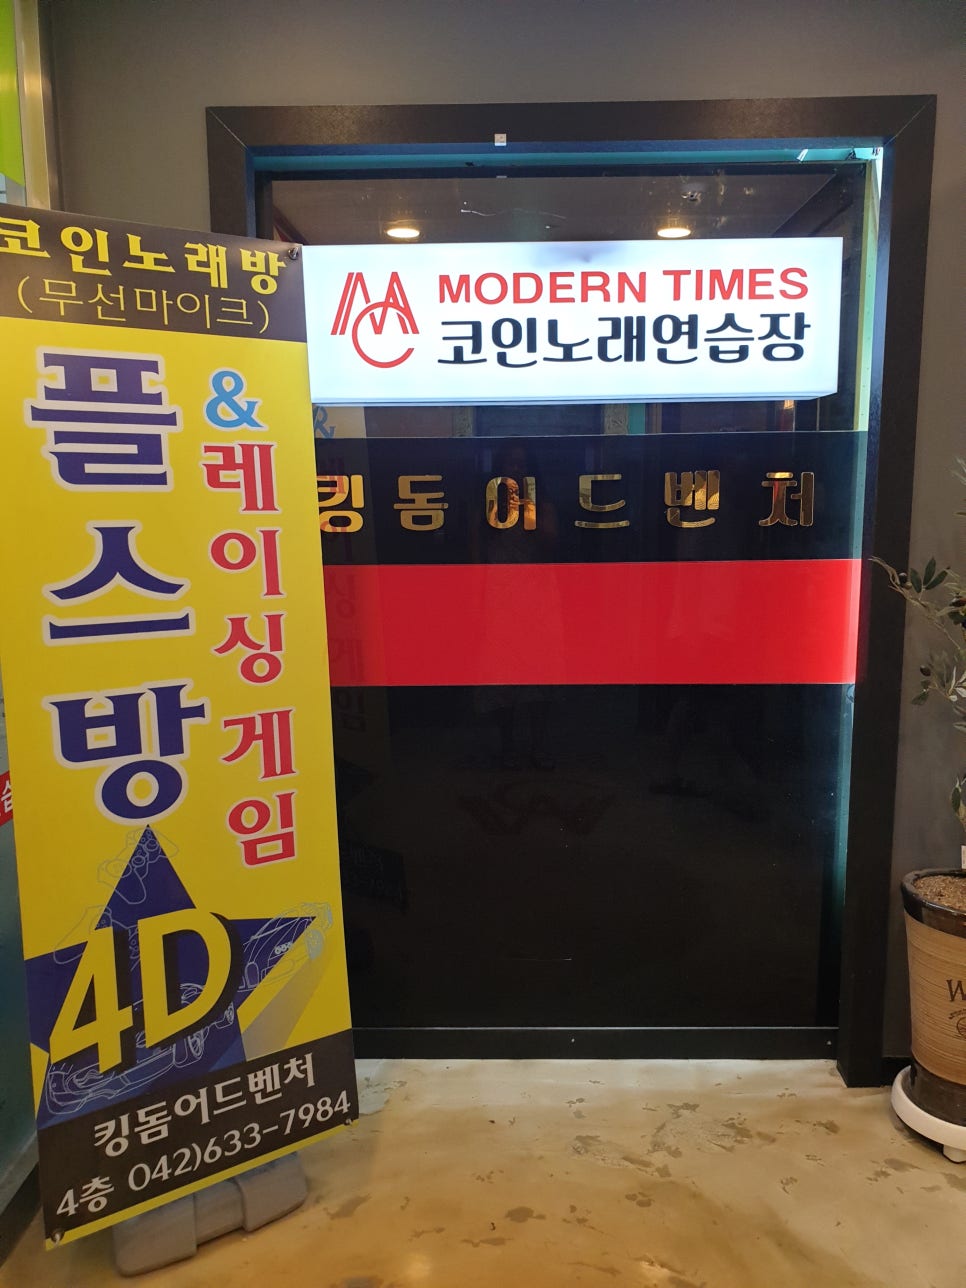 코인노래방
(무선마이크)
플스방
&레이싱게임
4D
킹돔어드벤처
4층 042)633-7984
MC
MODERN TIMES
코인노래연습장
킹돔어드벤처
W
습